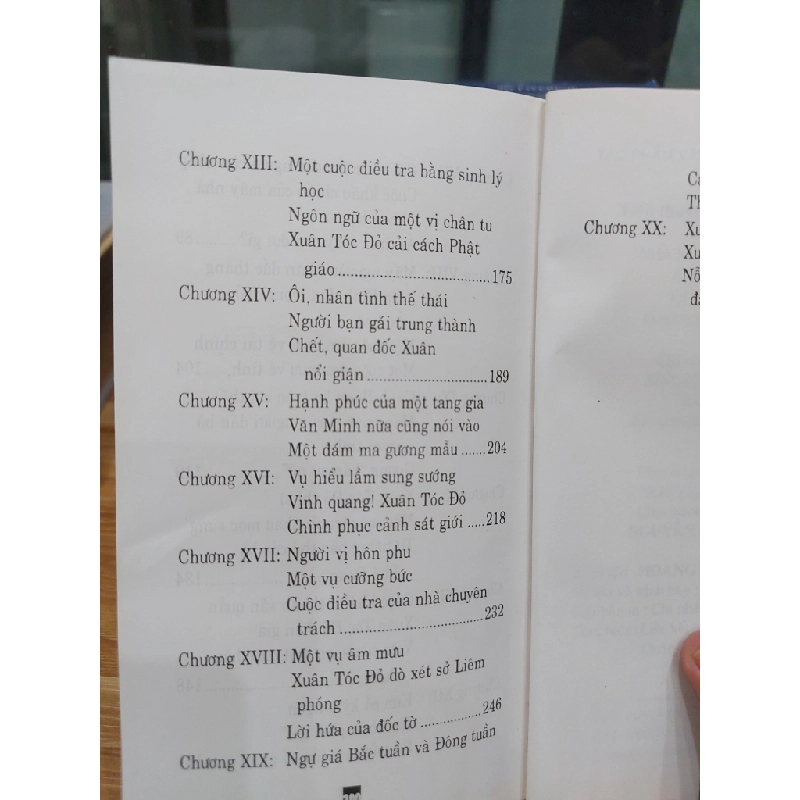 Chương XIII: Một cuộc điều tra bằng sinh lý
học
Ngôn ngữ của một vị chân tu
Xuân Tóc Đỏ cải cách Phật
giáo.....................................175
Chương XIV: Ôi, nhân tình thế thái
Người bạn gái trung thành
Chết, quan đốc Xuân
nổi giận.............................189
Chương XV: Hạnh phúc của một tang gia
Văn Minh nữa cũng nói vào
Một đám ma gương mẫu......204
Chương XVI: Vụ hiểu lầm sung sướng
Vinh quang! Xuân Tóc Đỏ
Chinh phục cảnh sát giới.....218
Chương XVII: Người vị hôn phu
Một vụ cưỡng bức
Cuộc điều tra của nhà chuyên
trách..................................232
Chương XVIII: Một vụ âm mưu
Xuân Tóc Đỏ dò xét sở Liêm
phóng
Lời hứa của đốc tờ..............246
Chương XIX: Ngự giá Bắc tuần và Đông tuần
Chương XX: Xu
Xu